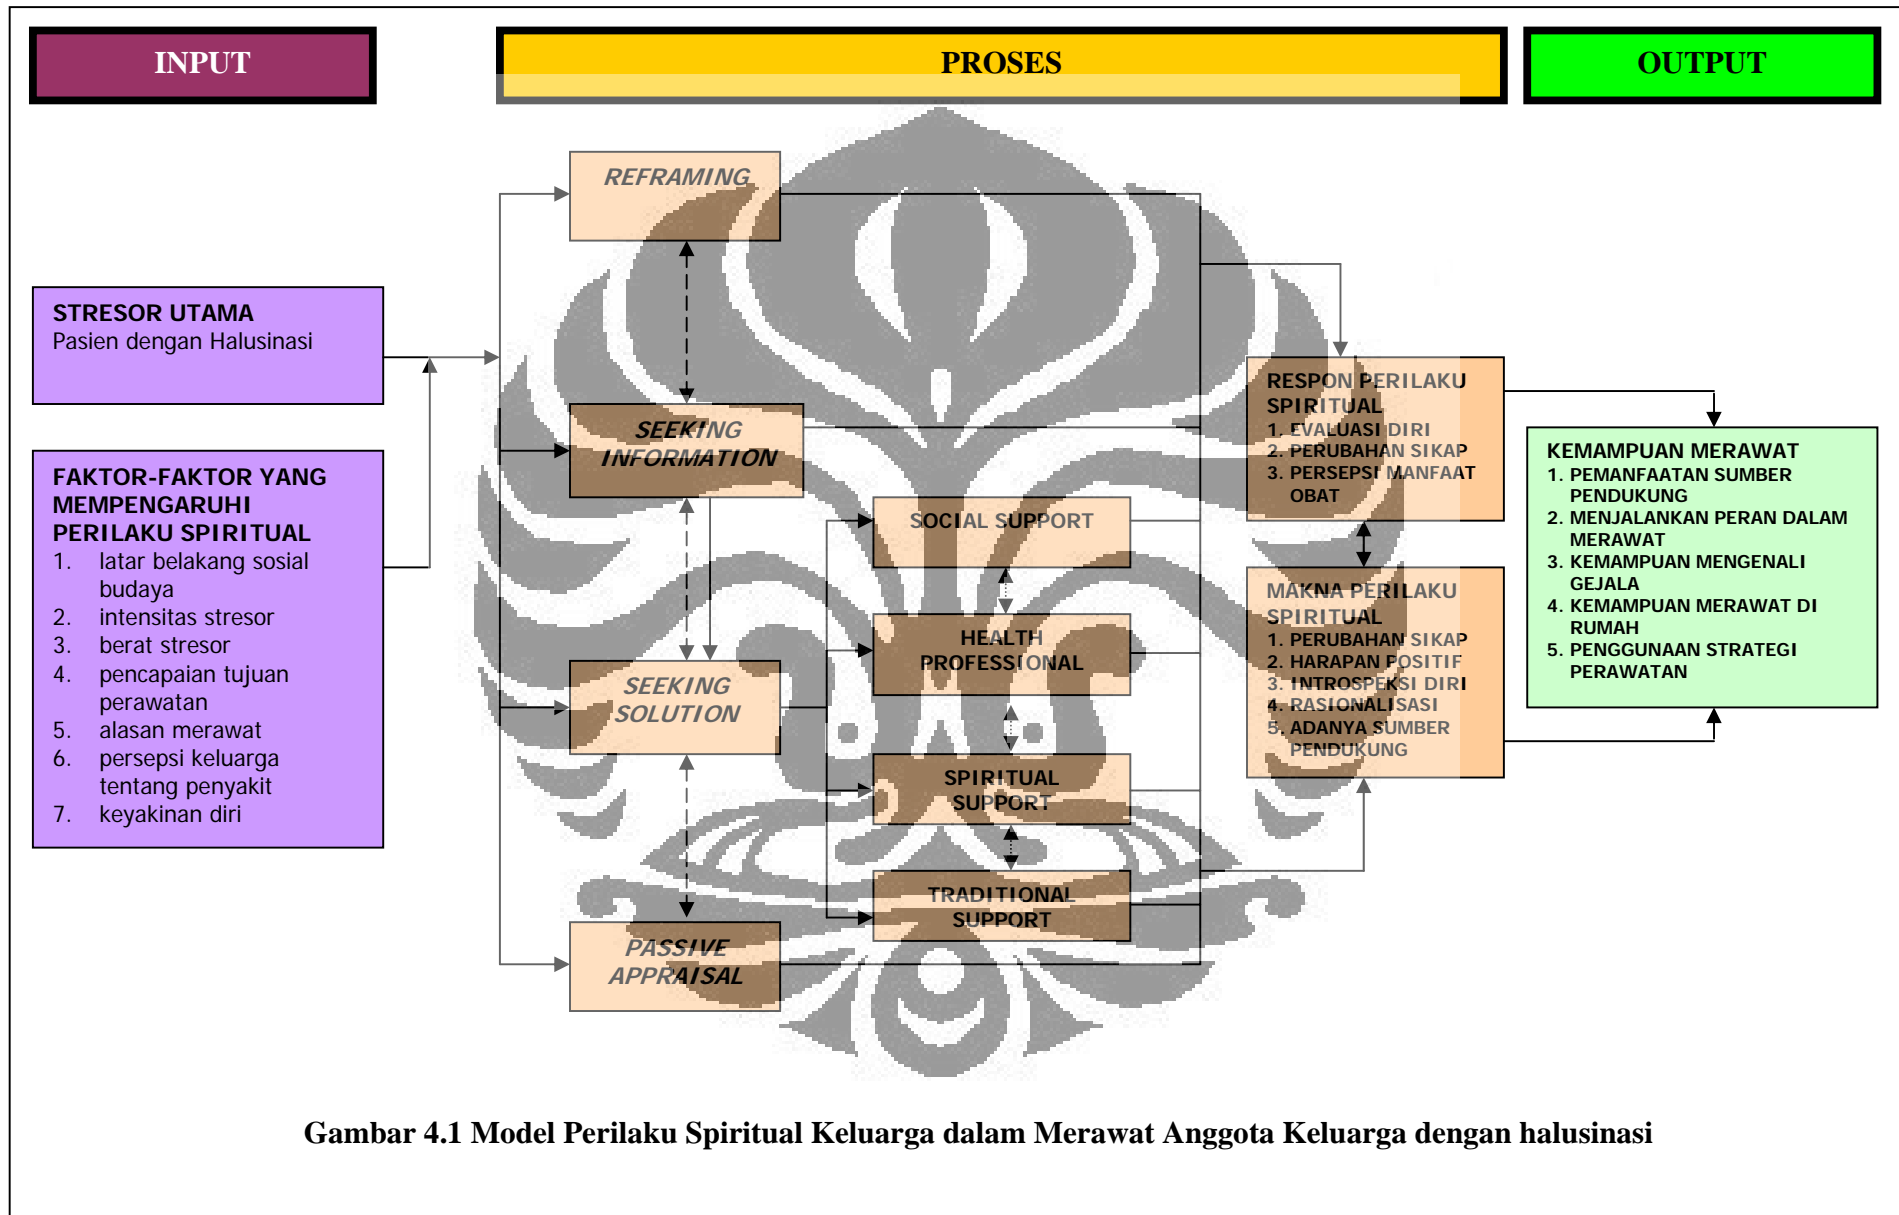 INPUT
PROSES
OUTPUT
STRESOR UTAMA
Pasien dengan Halusinasi
FAKTOR-FAKTOR YANG
MEMPENGARUHI
PERILAKU SPIRITUAL
1. latar belakang sosial
budaya
2. intensitas stresor
3. berat stresor
4. pencapaian tujuan
perawatan
5. alasan merawat
6. persepsi keluarga
tentang penyakit
7. keyakinan diri
REFRAMING
SEEKING
INFORMATION
SEEKING
SOLUTION
PASSIVE
APPRAISAL
SOCIAL SUPPORT
HEALTH
PROFESSIONAL
SPIRITUAL
SUPPORT
TRADITIONAL
SUPPORT
RESPON PERILAKU
SPIRITUAL
1. EVALUASI DIRI
2. PERUBAHAN SIKAP
3. PERSEPSI MANFAAT
OBAT
MAKNA PERILAKU
SPIRITUAL
1. PERUBAHAN SIKAP
2. HARAPAN POSITIF
3. INTROSPEKSI DIRI
4. RASIONALISASI
5. ADANYA SUMBER
PENDUKUNG
KEMAMPUAN MERAWAT
1. PEMANFAATAN SUMBER
PENDUKUNG
2. MENJALANKAN PERAN DALAM
MERAWAT
3. KEMAMPUAN MENGENALI
GEJALA
4. KEMAMPUAN MERAWAT DI
RUMAH
5. PENGGUNAAN STRATEGI
PERAWATAN
Gambar 4.1 Model Perilaku Spiritual Keluarga dalam Merawat Anggota Keluarga dengan halusinasi